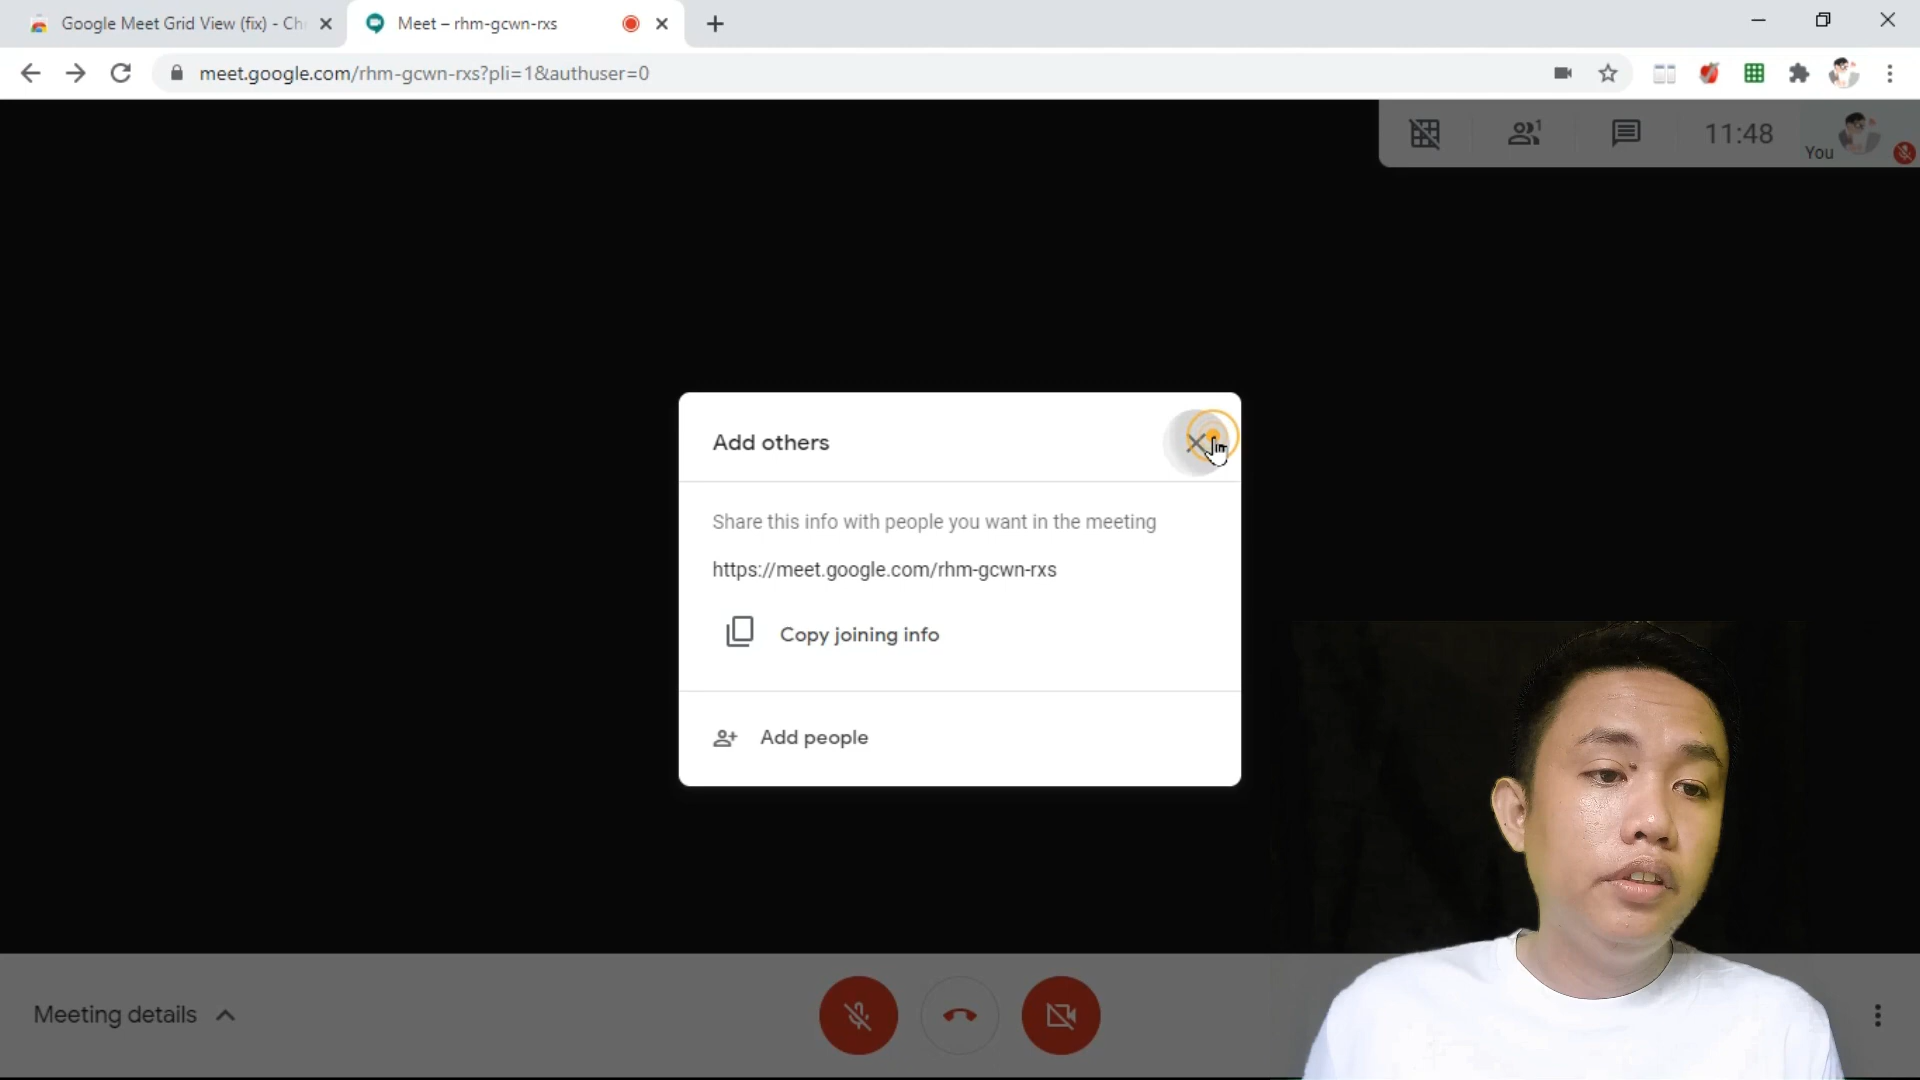 Google Meet Grid View (fix) - Ch
Meet – rhm-gcwn-rxs
meet.google.com/rhm-gcwn-rxs?pli=1&authuser=0
1
11:48
You
Add others
Share this info with people you want in the meeting
https://meet.google.com/rhm-gcwn-rxs
Copy joining info
Add people
Meeting details